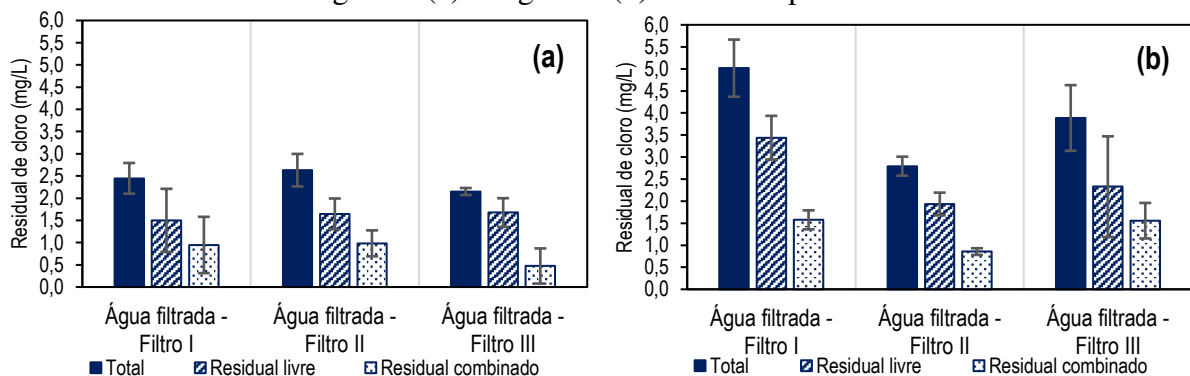 (a)
Residual de cloro (mg/L)
6,0
5,5
5,0
4,5
4,0
3,5
3,0
2,5
2,0
1,5
1,0
0,5
0,0
Água filtrada - Filtro I
Água filtrada - Filtro II
Água filtrada - Filtro III
Total Residual livre Residual combinado
(b)
Residual de cloro (mg/L)
6,0
5,5
5,0
4,5
4,0
3,5
3,0
2,5
2,0
1,5
1,0
0,5
0,0
Água filtrada - Filtro I
Água filtrada - Filtro II
Água filtrada - Filtro III
Total Residual livre Residual combinado